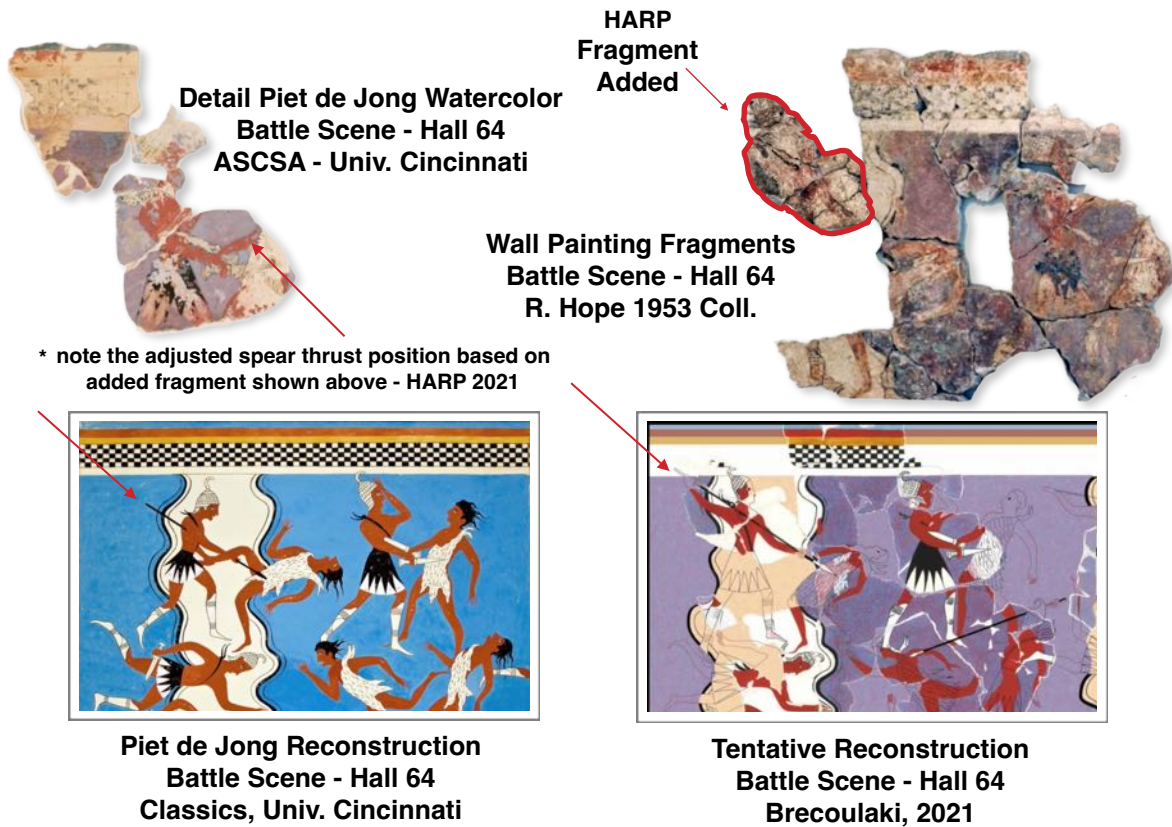 HARP
Fragment
Added
Detail Piet de Jong Watercolor
Battle Scene - Hall 64
ASCSA - Univ. Cincinnati
Wall Painting Fragments
Battle Scene - Hall 64
R. Hope 1953 Coll.
* note the adjusted spear thrust position based on
added fragment shown above - HARP 2021
Piet de Jong Reconstruction
Battle Scene - Hall 64
Classics, Univ. Cincinnati
Tentative Reconstruction
Battle Scene - Hall 64
Brecoulaki, 2021